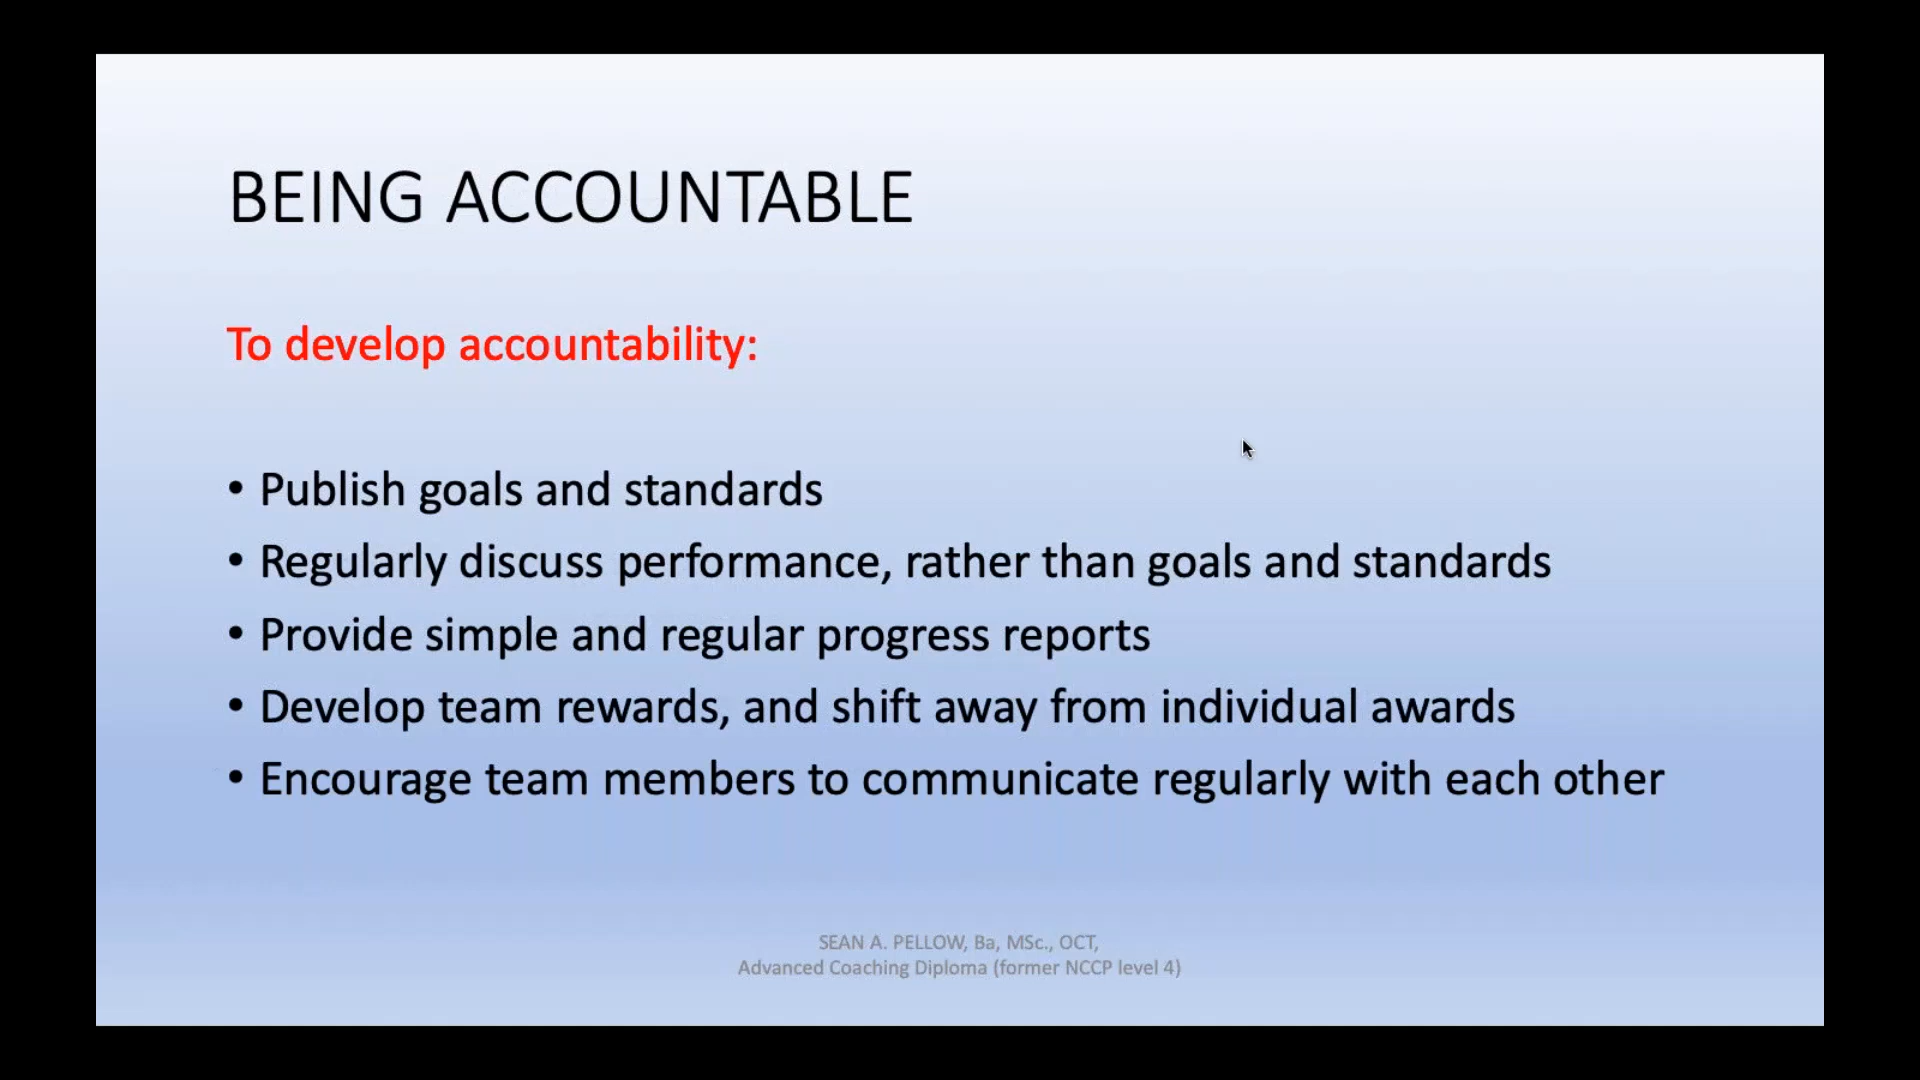 BEING ACCOUNTABLE
To develop accountability:
• Publish goals and standards
• Regularly discuss performance, rather than goals and standards
• Provide simple and regular progress reports
• Develop team rewards, and shift away from individual awards
• Encourage team members to communicate regularly with each other
SEAN A. PELLOW, Ba, MSc., OCT,
Advanced Coaching Diploma (former NCCP level 4)